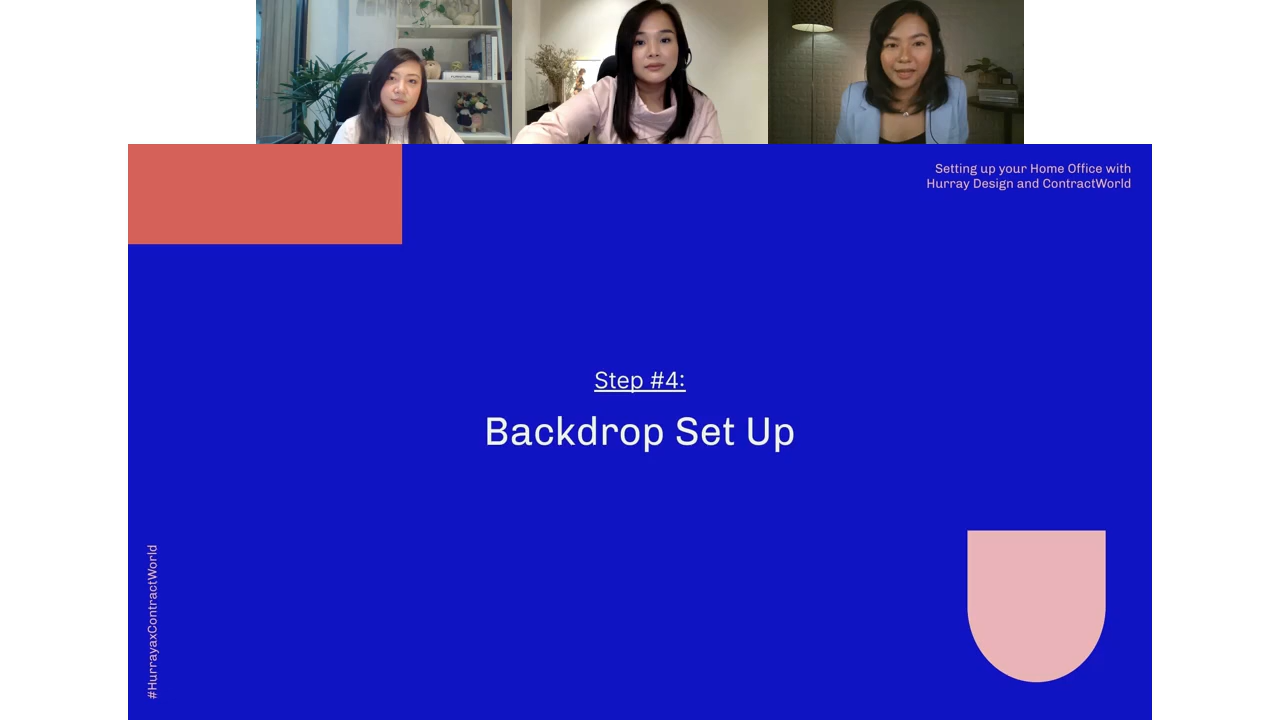 Setting up your Home Office with
Hurray Design and ContractWorld
Step #4:
Backdrop Set Up
#HurrayaxContractWorld